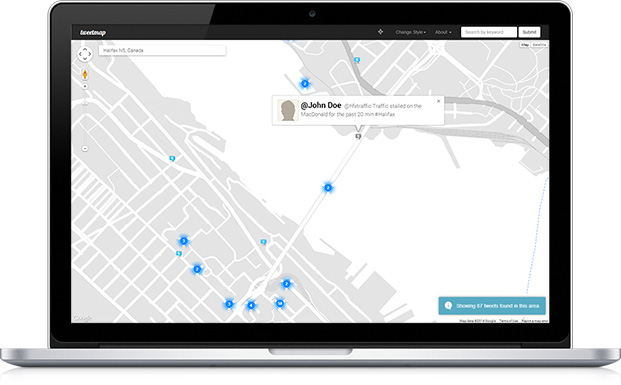 tweetmap
Change Style
About
Search by keyword
Submit
Halifax NS, Canada
Map
Satellite
@John Doe @hfxtraffic Traffic stalled on the
MacDonald for the past 20 min #Halifax
Showing 87 tweets found in this area
Google
Map data ©2014 Google
Terms of Use
Report a map error